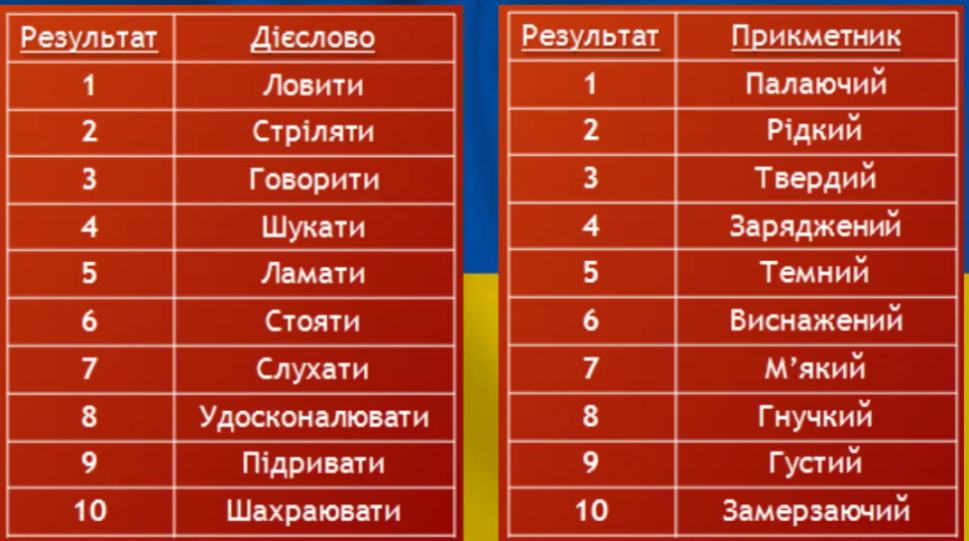 Результат Дієслово
1 Ловити
2 Стріляти
3 Говорити
4 Шукати
5 Ламати
6 Стояти
7 Слухати
8 Удосконалювати
9 Підривати
10 Шахраювати
Результат Прикметник
1 Палаючий
2 Рідкий
3 Твердий
4 Заряджений
5 Темний
6 Виснажений
7 М’який
8 Гнучкий
9 Густий
10 Замерзаючий